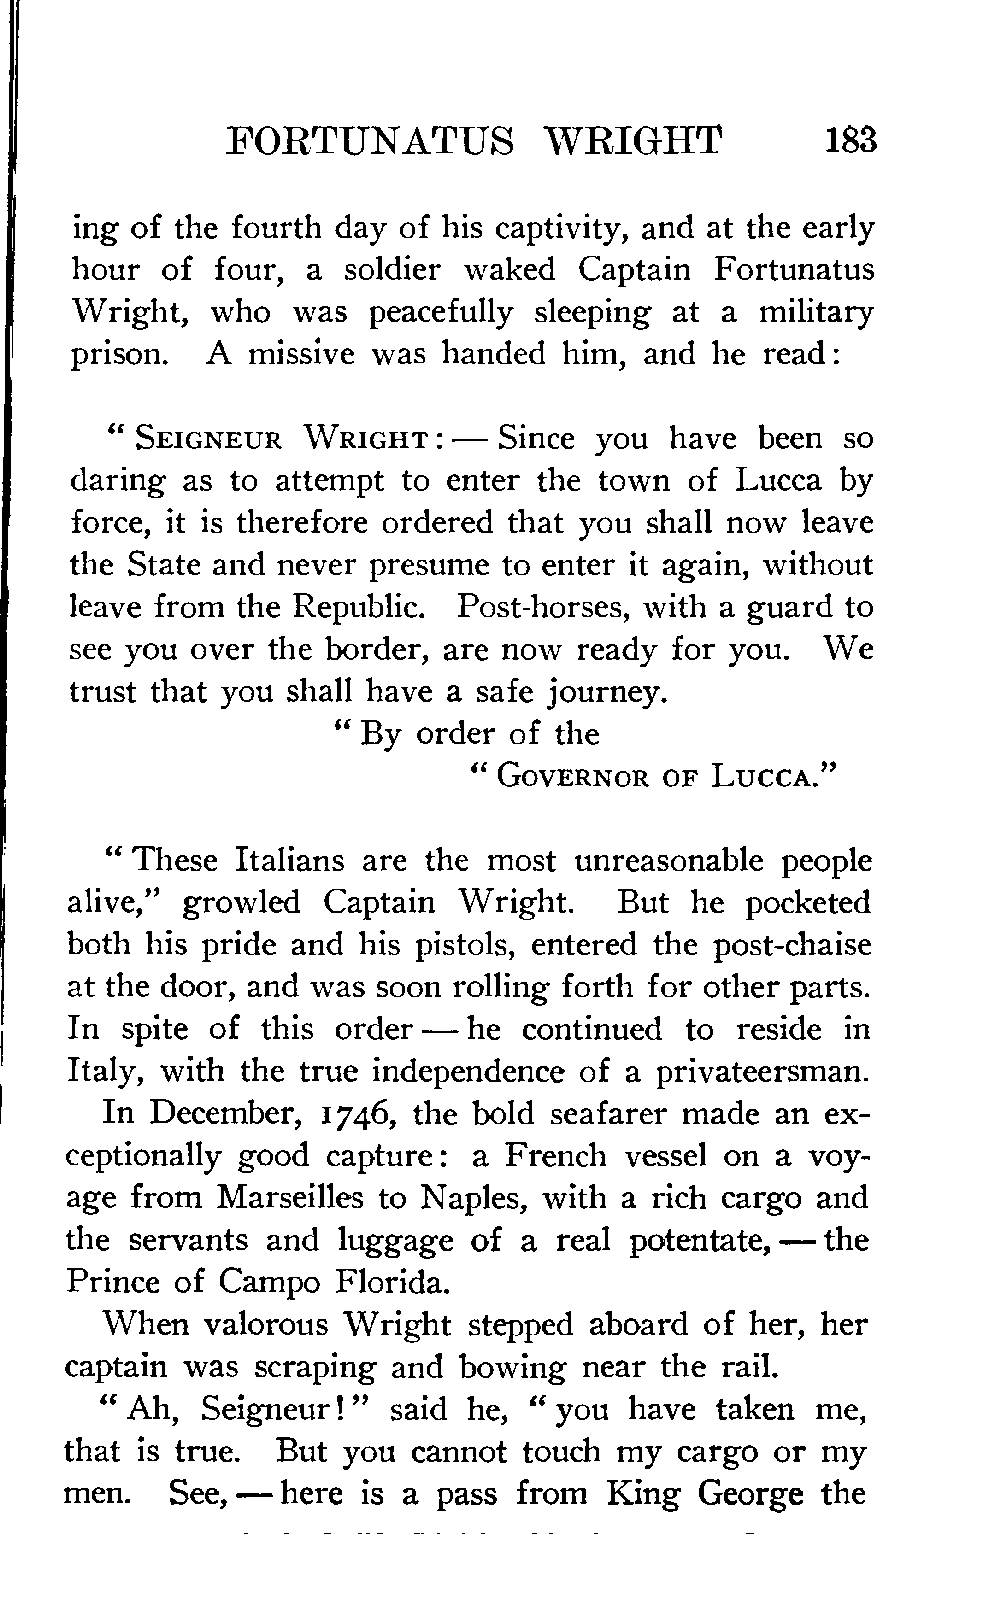 FORTUNATUS WRIGHT 183
ing of the fourth day of his captivity, and at the early
hour of four, a soldier waked Captain Fortunatus
Wright, who was peacefully sleeping at a military
prison. A missive was handed him, and he read:
“ SEIGNEUR WRIGHT: — Since you have been so
daring as to attempt to enter the town of Lucca by
force, it is therefore ordered that you shall now leave
the State and never presume to enter it again, without
leave from the Republic. Post-horses, with a guard to
see you over the border, are now ready for you. We
trust that you shall have a safe journey.
“ By order of the
“ GOVERNOR OF LUCCA.”
“ These Italians are the most unreasonable people
alive,” growled Captain Wright. But he pocketed
both his pride and his pistols, entered the post-chaise
at the door, and was soon rolling forth for other parts.
In spite of this order — he continued to reside in
Italy, with the true independence of a privateersman.
In December, 1746, the bold seafarer made an ex-
ceptionally good capture: a French vessel on a voy-
age from Marseilles to Naples, with a rich cargo and
the servants and luggage of a real potentate, — the
Prince of Campo Florida.
When valorous Wright stepped aboard of her, her
captain was scraping and bowing near the rail.
“ Ah, Seigneur! ” said he, “ you have taken me,
that is true. But you cannot touch my cargo or my
men. See, — here is a pass from King George the